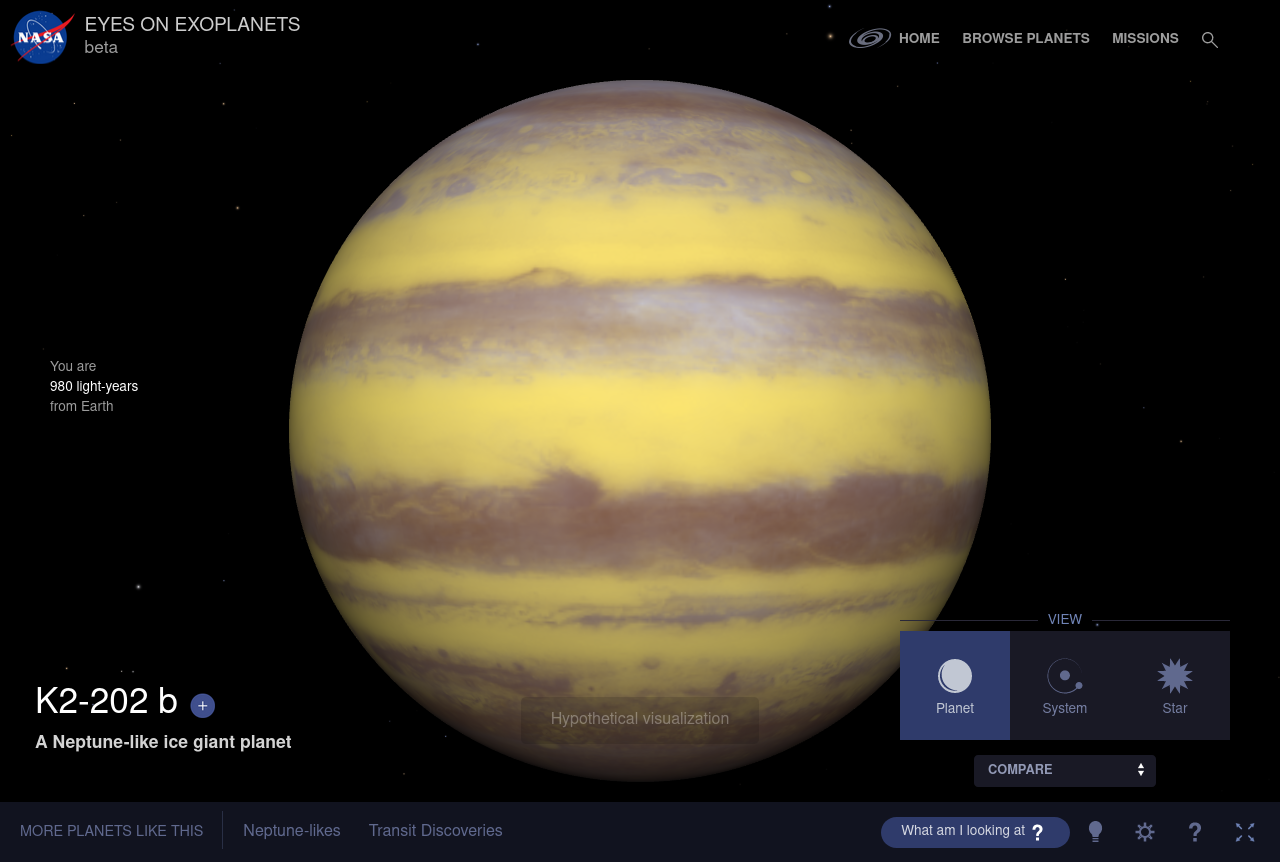 NASA
EYES ON EXOPLANETS
beta
HOME
BROWSE PLANETS
MISSIONS
You are
980 light-years
from Earth
VIEW
Planet
System
Star
K2-202 b +
A Neptune-like ice giant planet
Hypothetical visualization
COMPARE
MORE PLANETS LIKE THIS
Neptune-likes
Transit Discoveries
What am I looking at ?
?